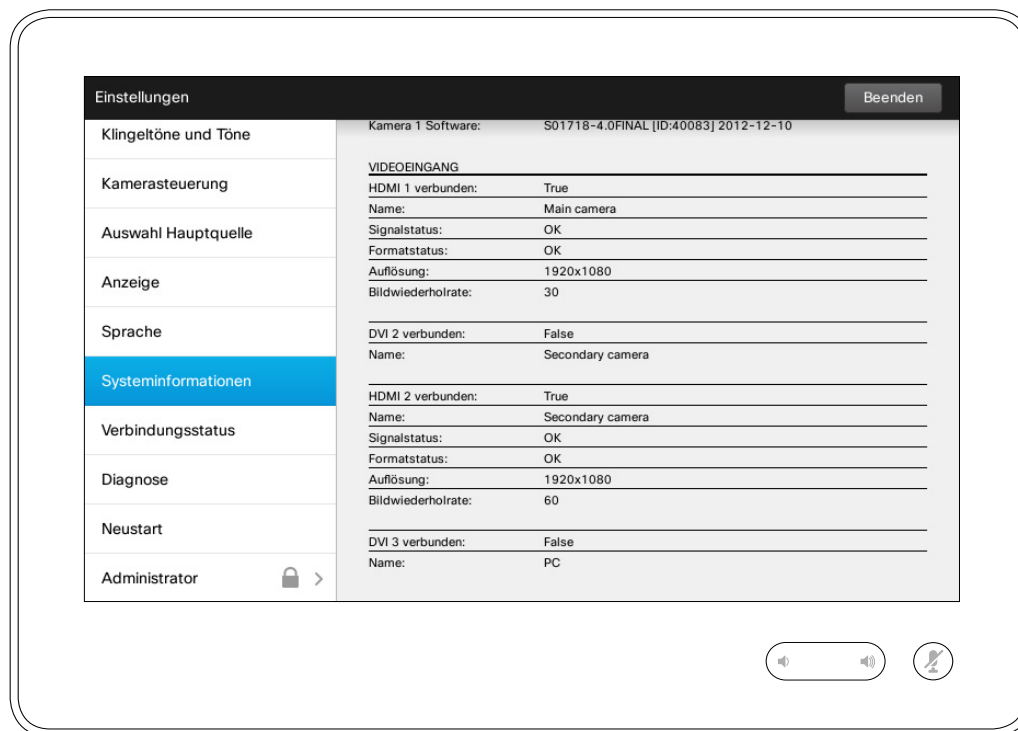 Einstellungen
Beenden
Klingeltöne und Töne
Kamerasteuerung
Auswahl Hauptquelle
Anzeige
Sprache
Systeminformationen
Verbindungsstatus
Diagnose
Neustart
Administrator
Kamera 1 Software: S01718-4.0FINAL [ID:40083] 2012-12-10
VIDEOEINGANG
HDMI 1 verbunden: True
Name: Main camera
Signalstatus: OK
Formatstatus: OK
Auflösung: 1920x1080
Bildwiederholrate: 30
DVI 2 verbunden: False
Name: Secondary camera
HDMI 2 verbunden: True
Name: Secondary camera
Signalstatus: OK
Formatstatus: OK
Auflösung: 1920x1080
Bildwiederholrate: 60
DVI 3 verbunden: False
Name: PC